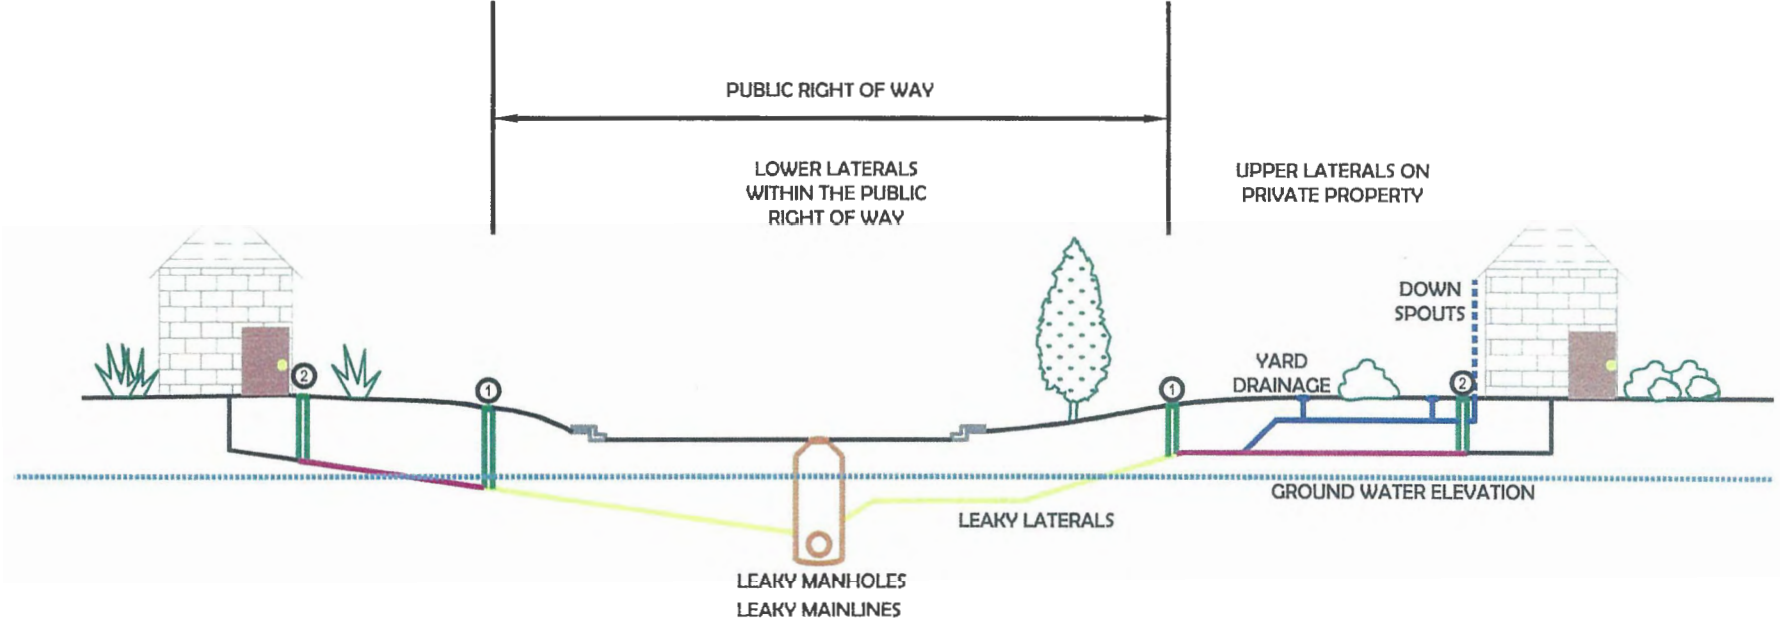 PUBLIC RIGHT OF WAY
LOWER LATERALS
WITHIN THE PUBLIC
RIGHT OF WAY
UPPER LATERALS ON
PRIVATE PROPERTY
DOWN
SPOUTS
YARD
DRAINAGE
2
1
1
2
GROUND WATER ELEVATION
LEAKY LATERALS
LEAKY MANHOLES
LEAKY MAINLINES